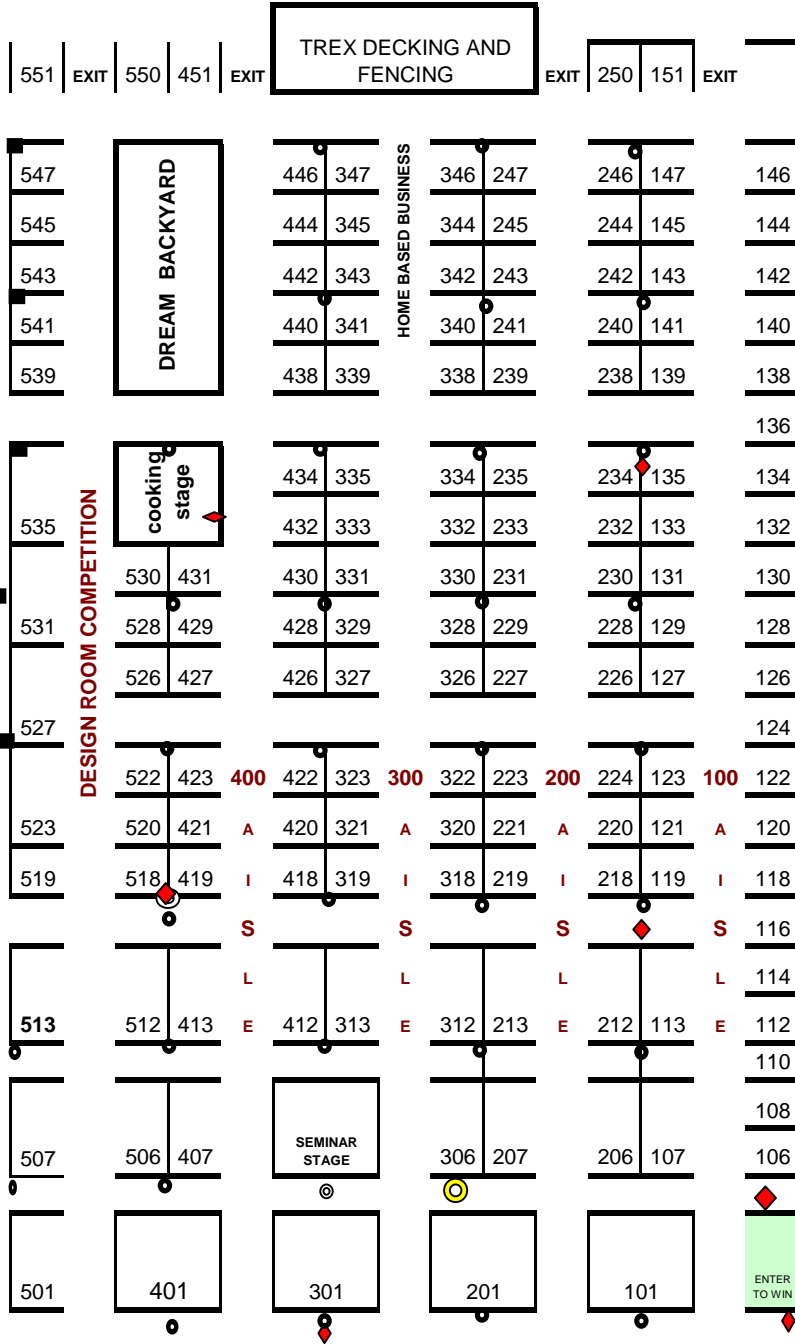 TREX DECKING AND
FENCING
551 EXIT 550 451 EXIT EXIT 250 151 EXIT
HOME BASED BUSINESS
DREAM BACKYARD
547 446 347 346 247 246 147 146
545 444 345 344 245 244 145 144
543 442 343 342 243 242 143 142
541 440 341 340 241 240 141 140
539 438 339 338 239 238 139 138
136
cooking
stage
434 335 334 235 234 135 134
535 432 333 332 233 232 133 132
DESIGN ROOM COMPETITION
530 431 430 331 330 231 230 131 130
531 528 429 428 329 328 229 228 129 128
526 427 426 327 326 227 226 127 126
527 124
522 423 400 422 323 300 322 223 200 224 123 100 122
523 520 421 A 420 321 A 320 221 A 220 121 A 120
519 518 419 I 418 319 I 318 219 I 218 119 I 118
S S S S 116
L L L L 114
513 512 413 E 412 313 E 312 213 E 212 113 E 112
110
108
SEMINAR
STAGE
507 506 407 306 207 206 107 106
ENTER
TO WIN
501 401 301 201 101